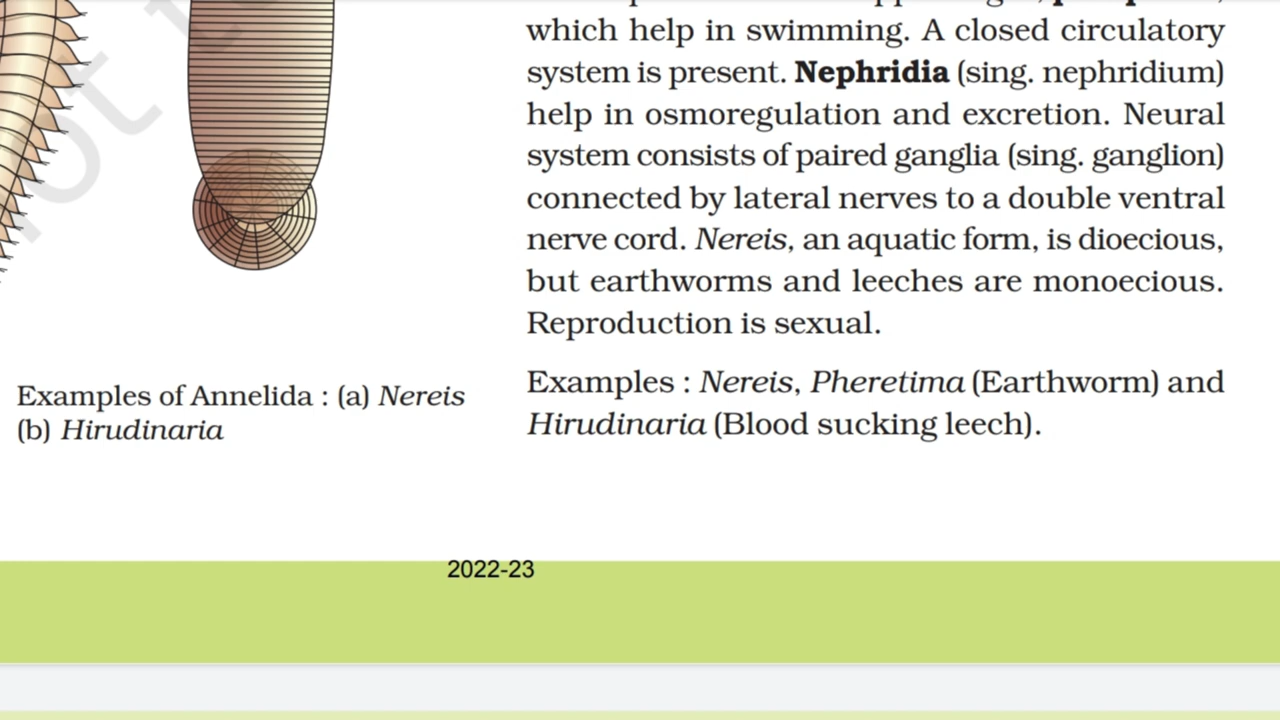 which help in swimming. A closed circulatory
system is present. Nephridia (sing. nephridium)
help in osmoregulation and excretion. Neural
system consists of paired ganglia (sing. ganglion)
connected by lateral nerves to a double ventral
nerve cord. Nereis, an aquatic form, is dioecious,
but earthworms and leeches are monoecious.
Reproduction is sexual.
Examples of Annelida : (a) Nereis
(b) Hirudinaria
Examples : Nereis, Pheretima (Earthworm) and
Hirudinaria (Blood sucking leech).
2022-23